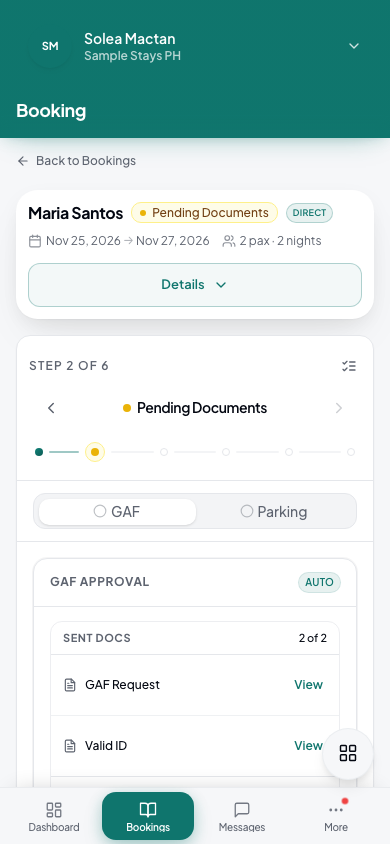 SM
Solea Mactan
Sample Stays PH
Booking
Back to Bookings
Maria Santos Pending Documents DIRECT
Nov 25, 2026 → Nov 27, 2026 2 pax · 2 nights
Details
STEP 2 OF 6
Pending Documents
GAF Parking
GAF APPROVAL AUTO
SENT DOCS 2 of 2
GAF Request View
Valid ID View
Dashboard Bookings Messages More